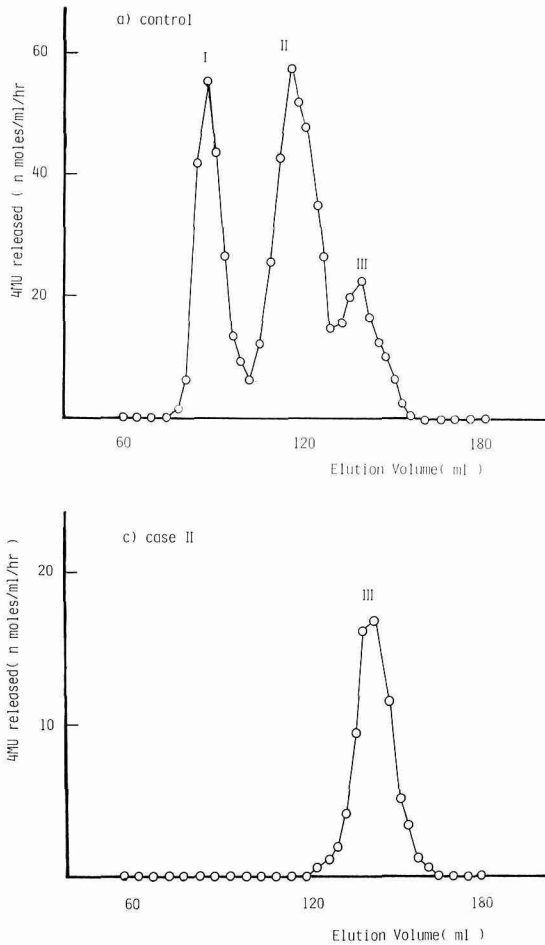 a) control
60
I
II
4MU released ( n moles/ml/hr )
40
III
20
60
120
180
Elution Volume( ml )
c) case II
20
III
4MU released( n moles/ml/hr )
10
60
120
180
Elution Volume( ml )